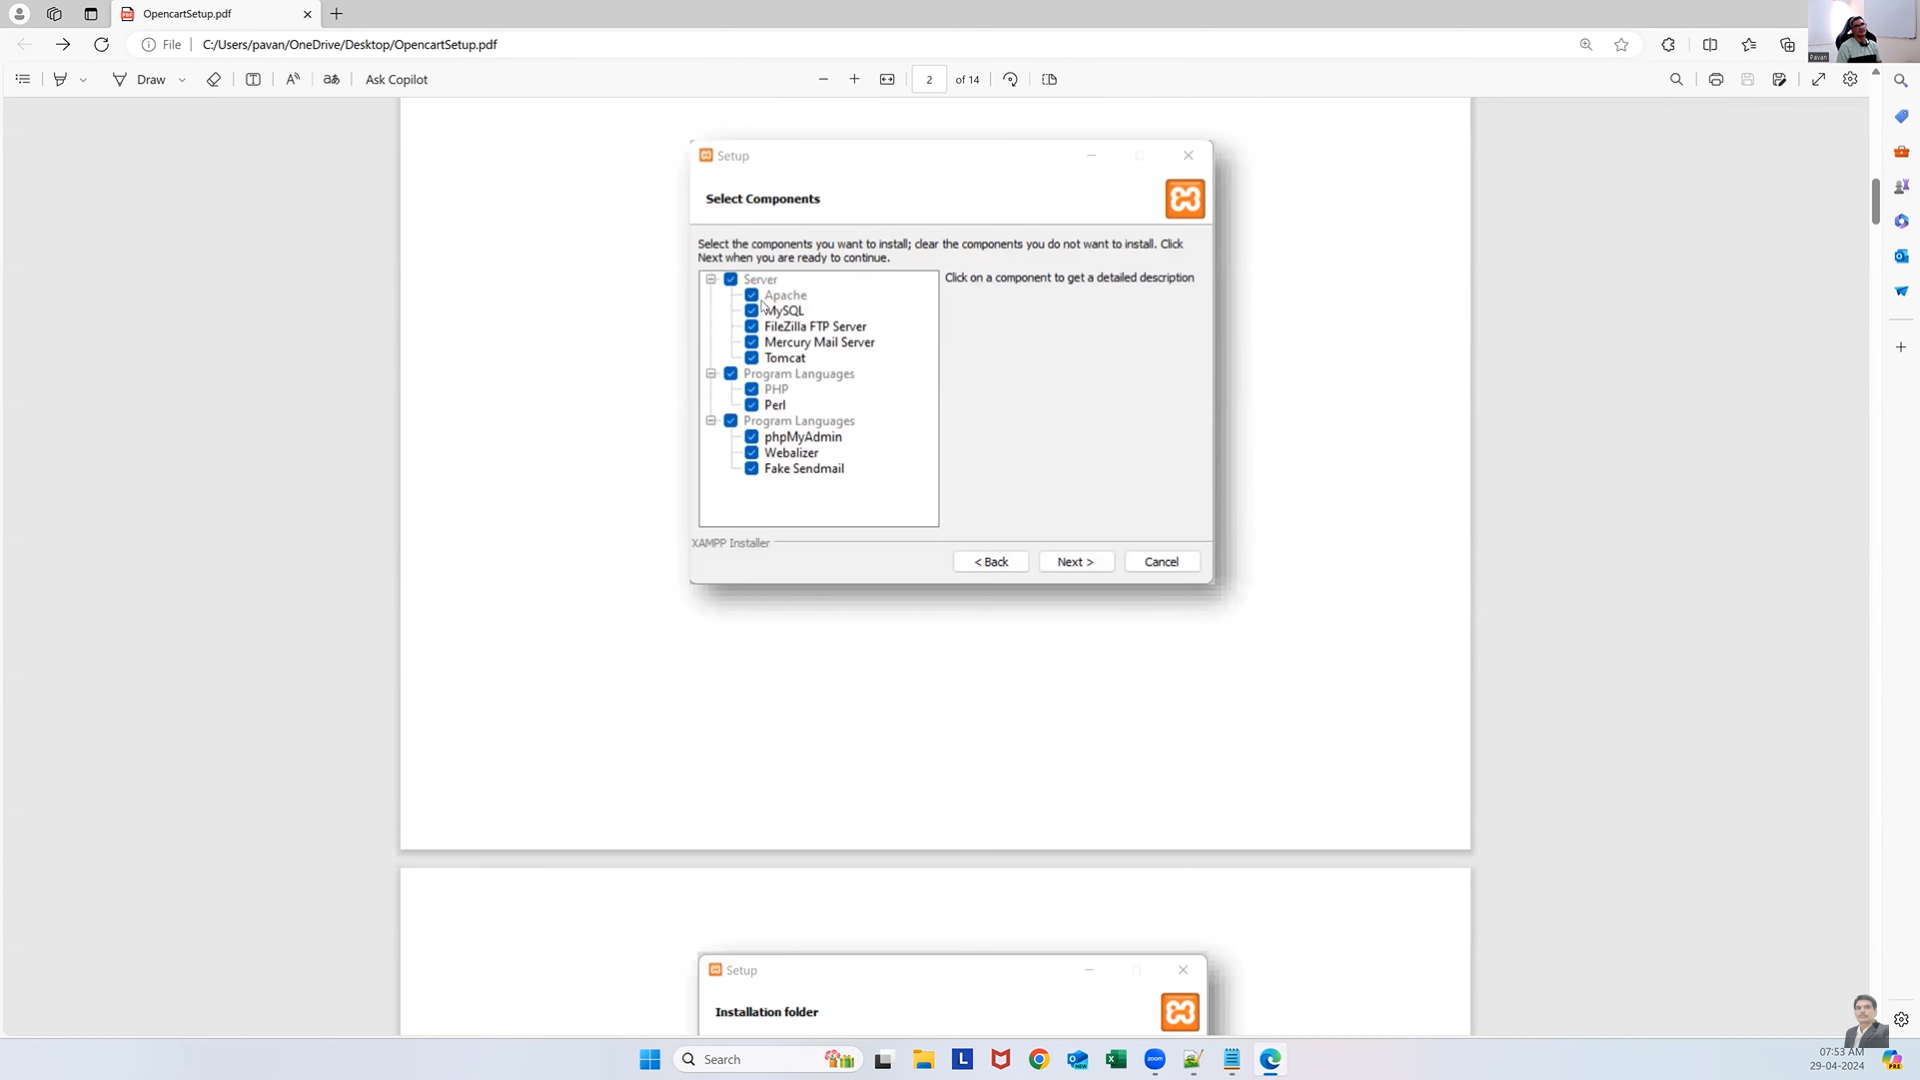 OpencartSetup.pdf
File
C:/Users/pavan/OneDrive/Desktop/OpencartSetup.pdf
Pavan
Draw
Ask Copilot
2 of 14
Setup
Select Components
Select the components you want to install; clear the components you do not want to install. Click
Next when you are ready to continue.
Server
Click on a component to get a detailed description
Apache
MySQL
FileZilla FTP Server
Mercury Mail Server
Tomcat
Program Languages
PHP
Perl
Program Languages
phpMyAdmin
Webalizer
Fake Sendmail
XAMPP Installer
< Back
Next >
Cancel
Setup
Installation folder
Search
07:53 AM
29-04-2024